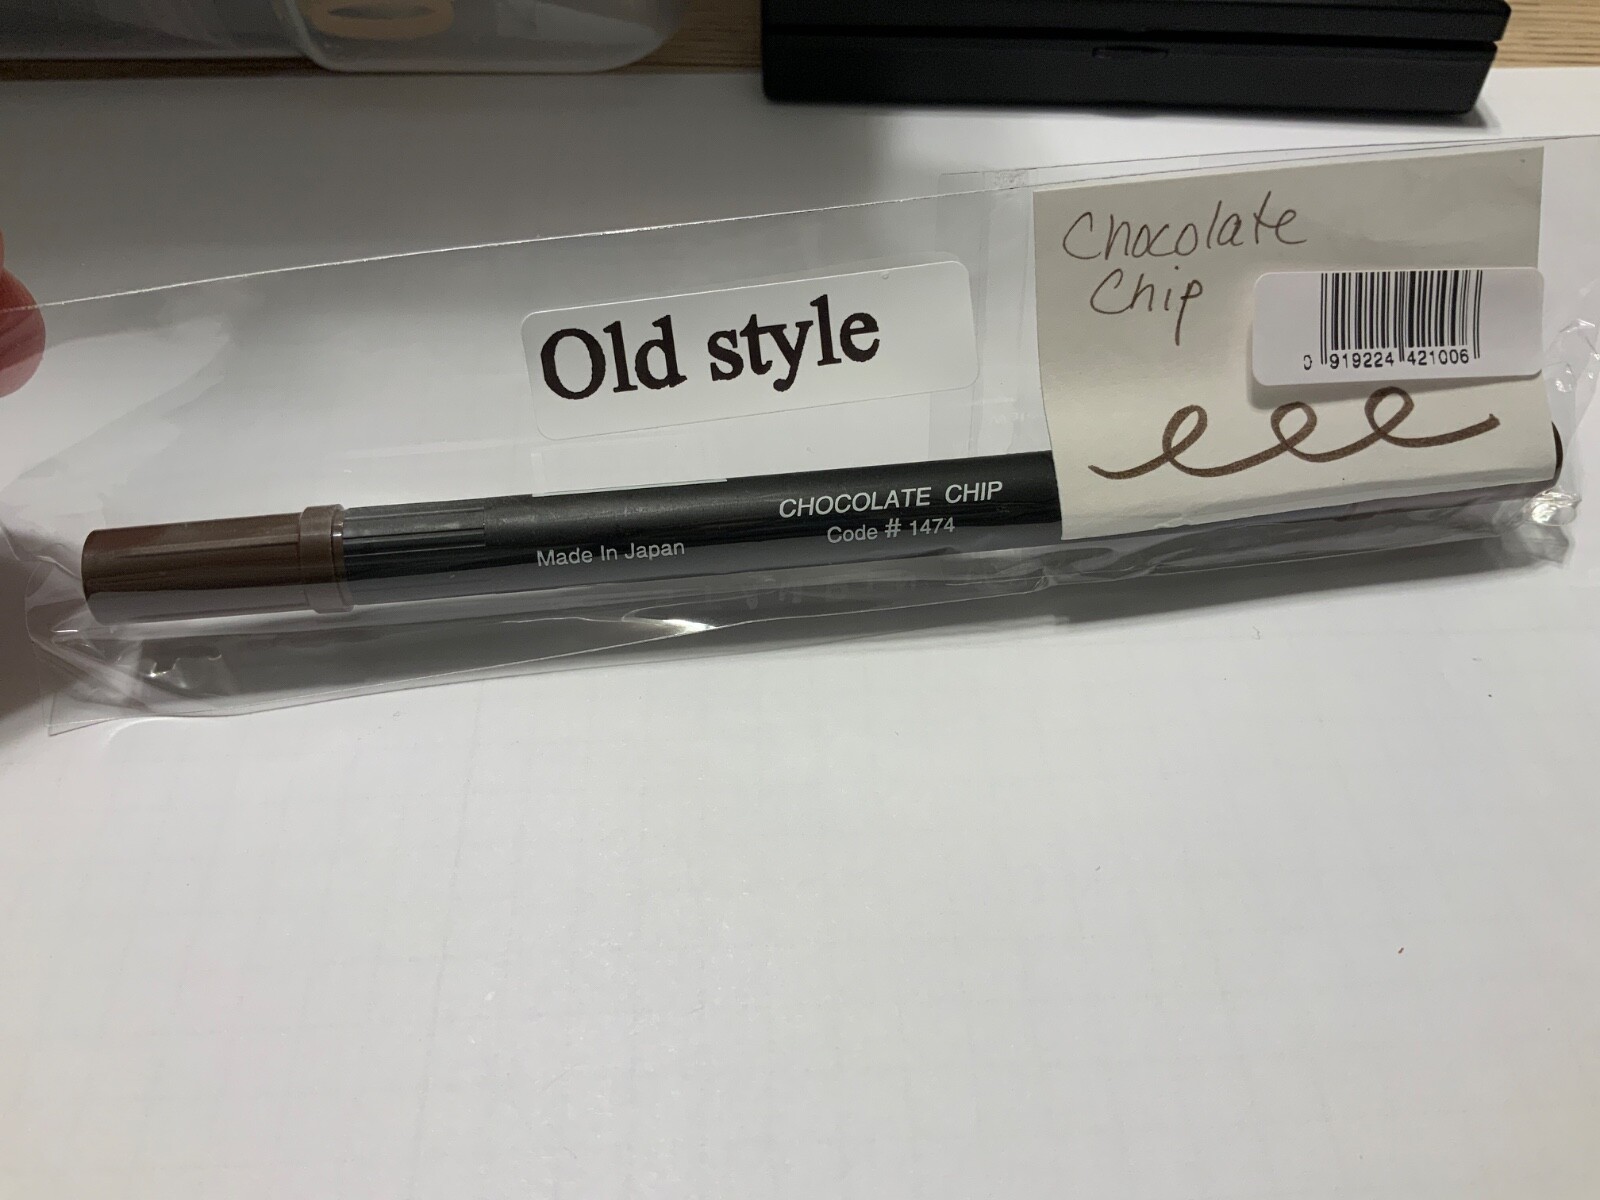 Chocolate
Chip
Old style
0 919224 421006
CHOCOLATE CHIP
Code # 1474
Made In Japan